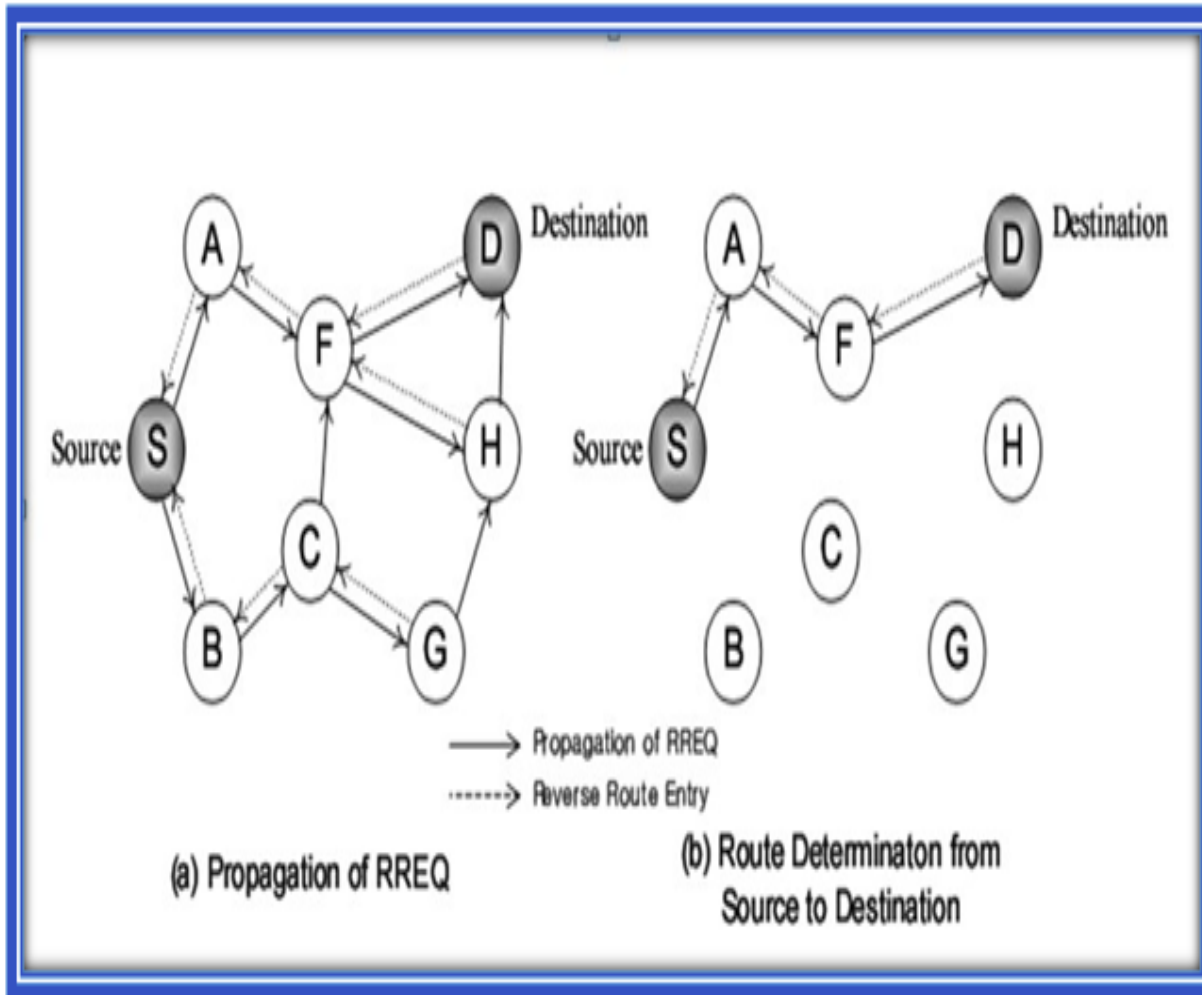 A
D
Destination
F
Source
S
H
C
B
G
A
D
Destination
F
Source
S
H
C
B
G
Propagation of RREQ
Reverse Route Entry
(a) Propagation of RREQ
(b) Route Determinaton from
Source to Destination